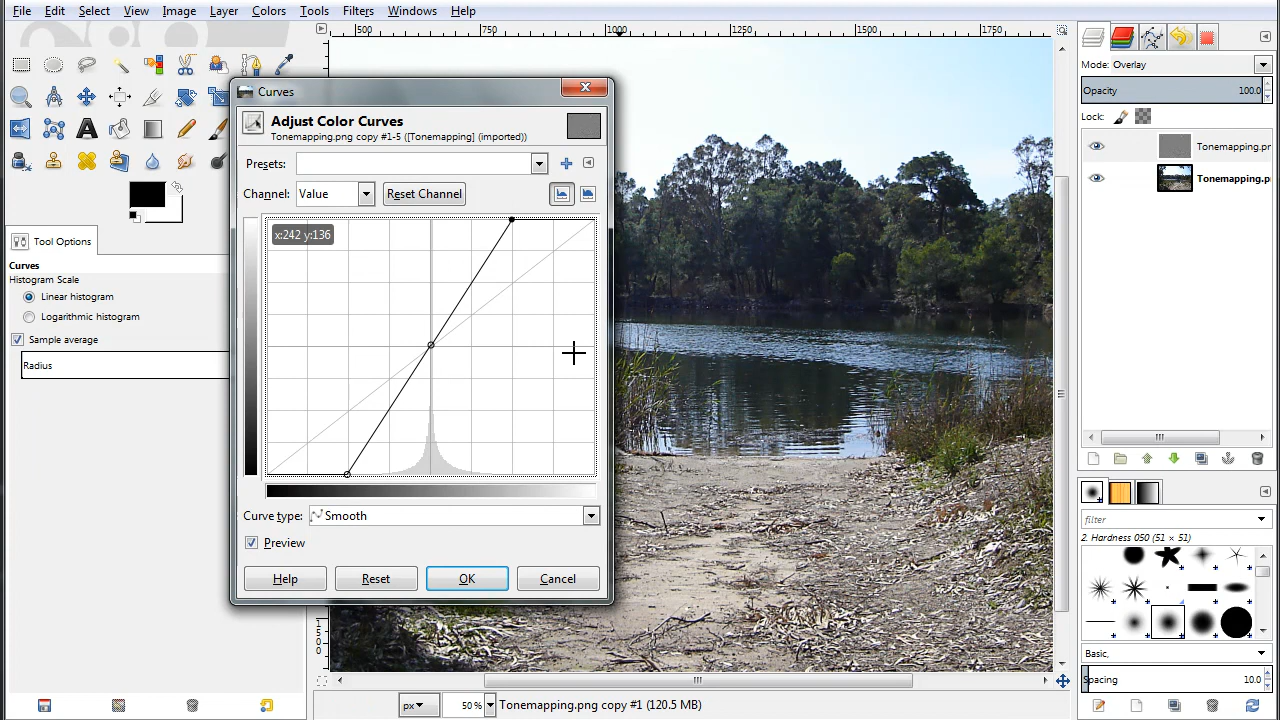 File Edit Select View Image Layer Colors Tools Filters Windows Help
500 750 1000 1250 1500 1750
Mode: Overlay
Opacity 100.0
Lock:
Tonemapping.pr
Tonemapping.p
Curves
Adjust Color Curves
Tonemapping.png copy #1-5 ([Tonemapping] (imported))
Presets:
Channel: Value Reset Channel
x:242 y:136
Curve type: Smooth
Preview
Help Reset OK Cancel
Tool Options
Curves
Histogram Scale
Linear histogram
Logarithmic histogram
Sample average
Radius
filter
2. Hardness 050 (51 × 51)
Basic,
Spacing 10.0
1500
px 50% Tonemapping.png copy #1 (120.5 MB)